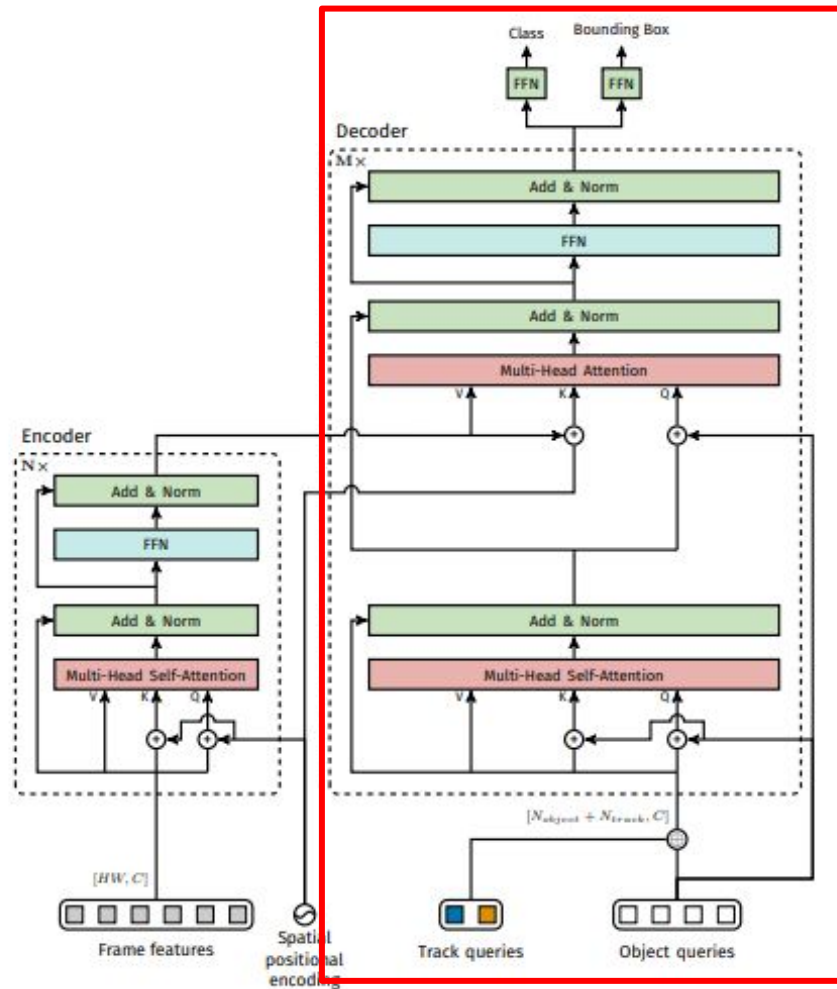 Class
Bounding Box
FFN
FFN
Decoder
M×
Add & Norm
FFN
Add & Norm
Multi-Head Attention
V
K
Q
Encoder
N×
Add & Norm
FFN
Add & Norm
Multi-Head Self-Attention
V
K
Q
Add & Norm
Multi-Head Self-Attention
V
K
Q
[HW, C]
[N_object + N_track, C]
Frame features
Spatial
positional
encoding
Track queries
Object queries